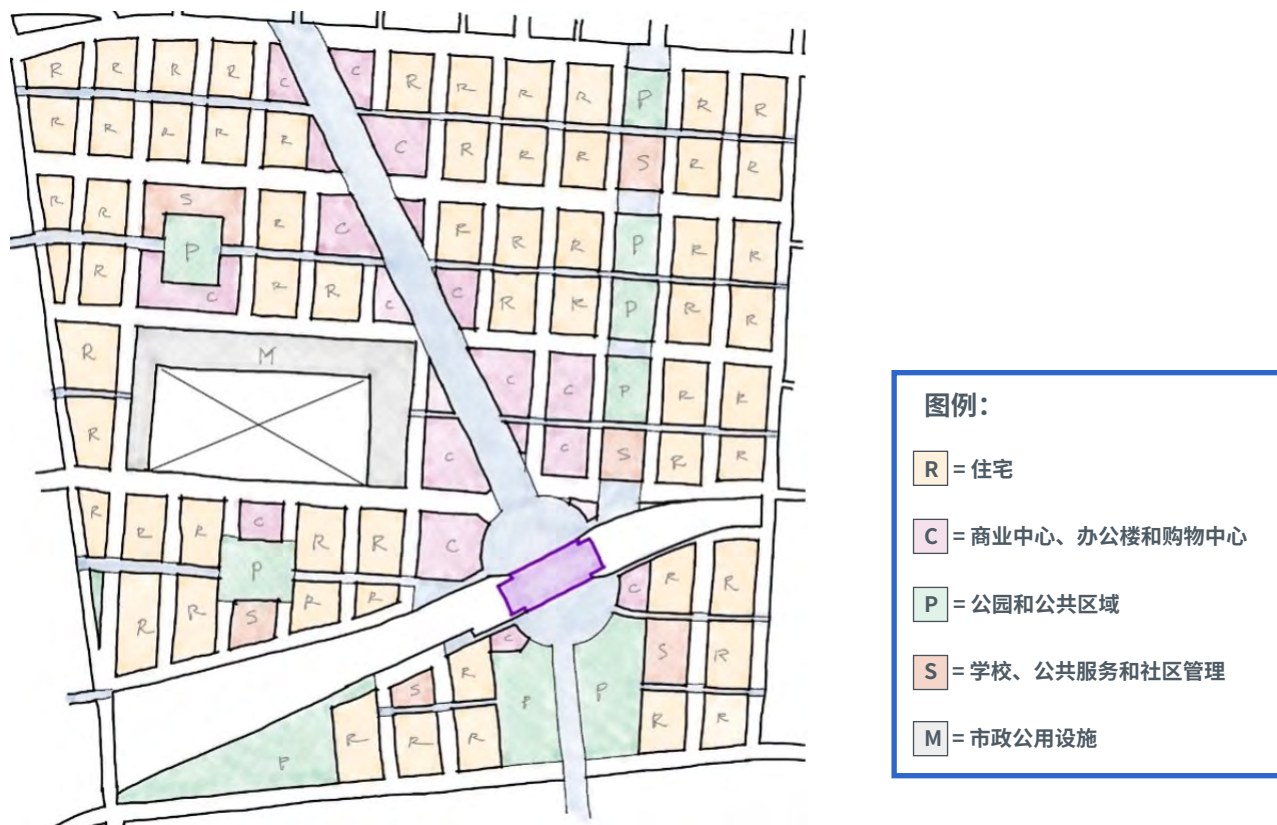 R R R R C C R R R R P R R
R R R R R C R R R S R R
R R S R C R R R P R R
P
R C R R C C R R P R R
R M C C P R R
R C C S R R
R R R C R R C
P C R R
R R S R R
C S R
R S
P P
R R R R R
P
图例：
R = 住宅
C = 商业中心、办公楼和购物中心
P = 公园和公共区域
S = 学校、公共服务和社区管理
M = 市政公用设施